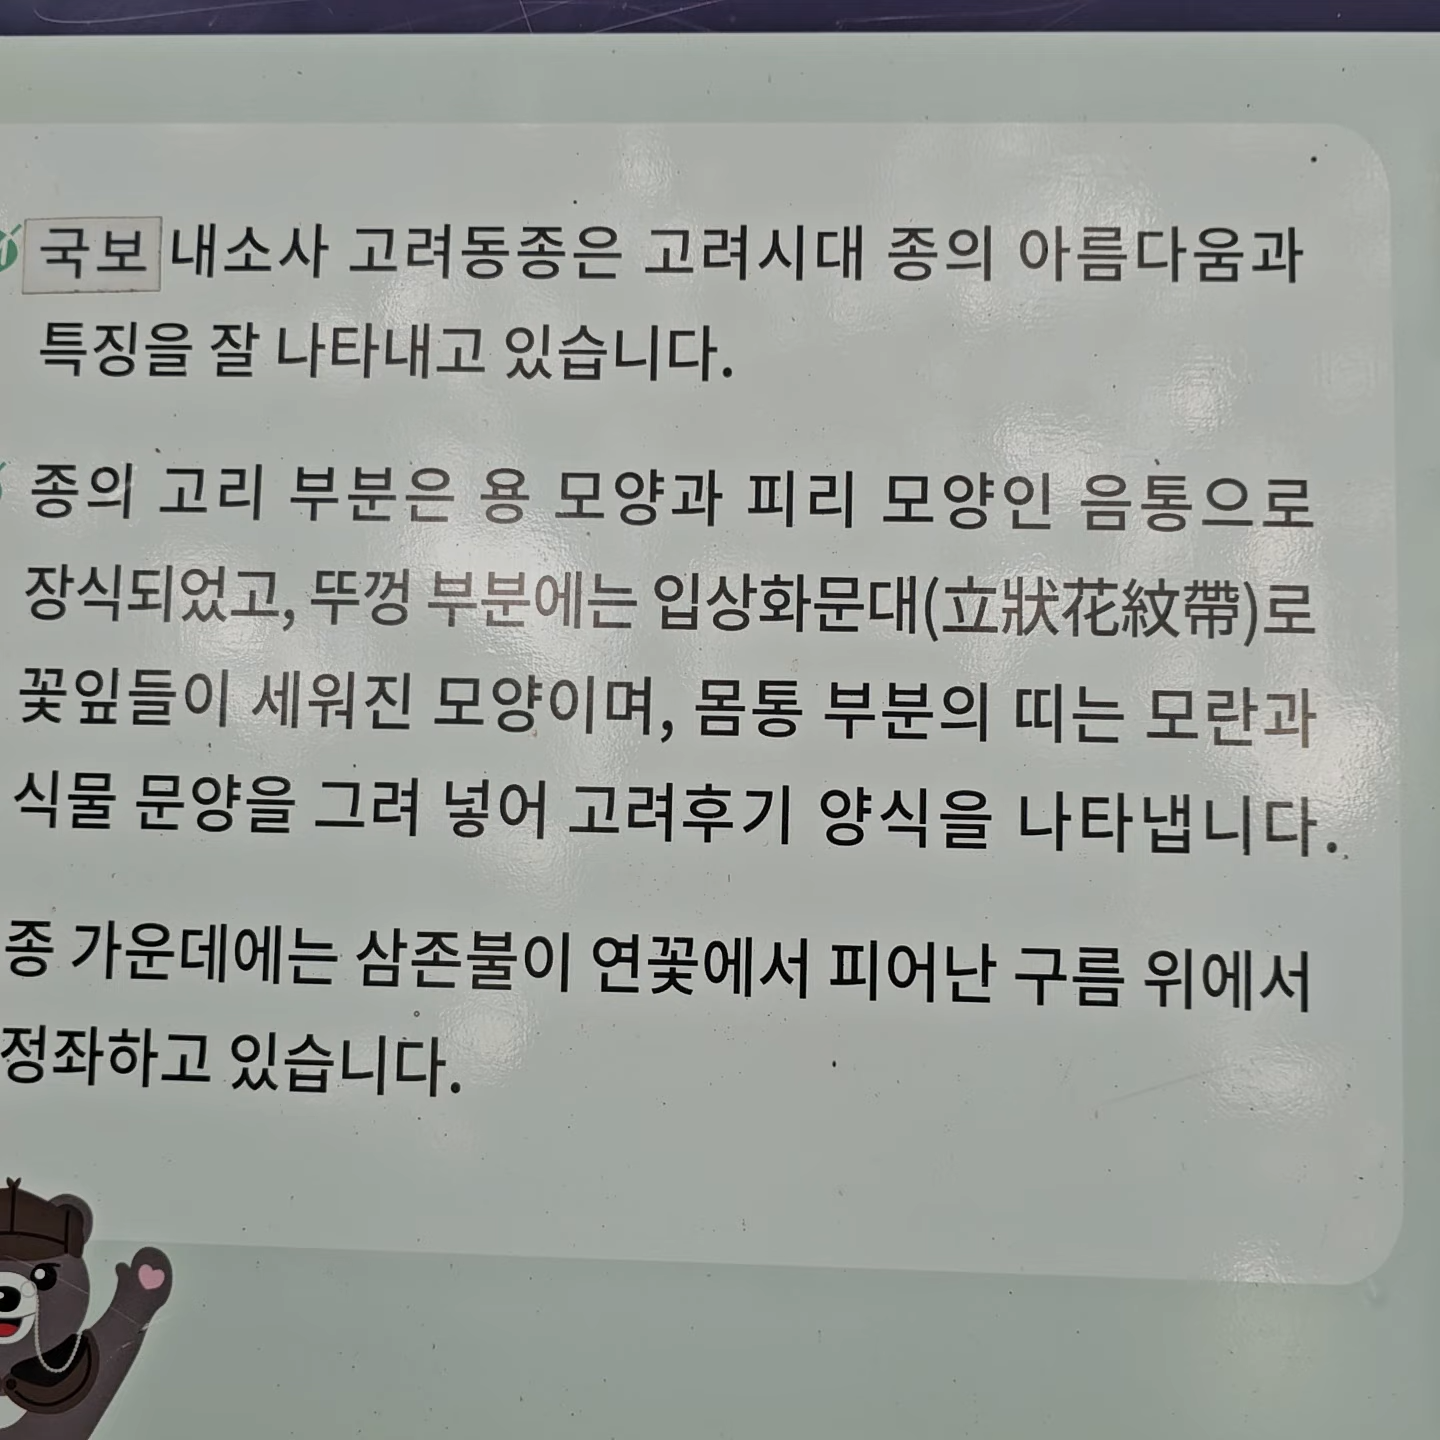 국보 내소사 고려동종은 고려시대 종의 아름다움과
특징을 잘 나타내고 있습니다.
종의 고리 부분은 용 모양과 피리 모양인 음통으로
장식되었고, 뚜껑 부분에는 입상화문대(立狀花紋帶)로
꽃잎들이 세워진 모양이며, 몸통 부분의 띠는 모란과
식물 문양을 그려 넣어 고려후기 양식을 나타냅니다.
종 가운데에는 삼존불이 연꽃에서 피어난 구름 위에서
정좌하고 있습니다.